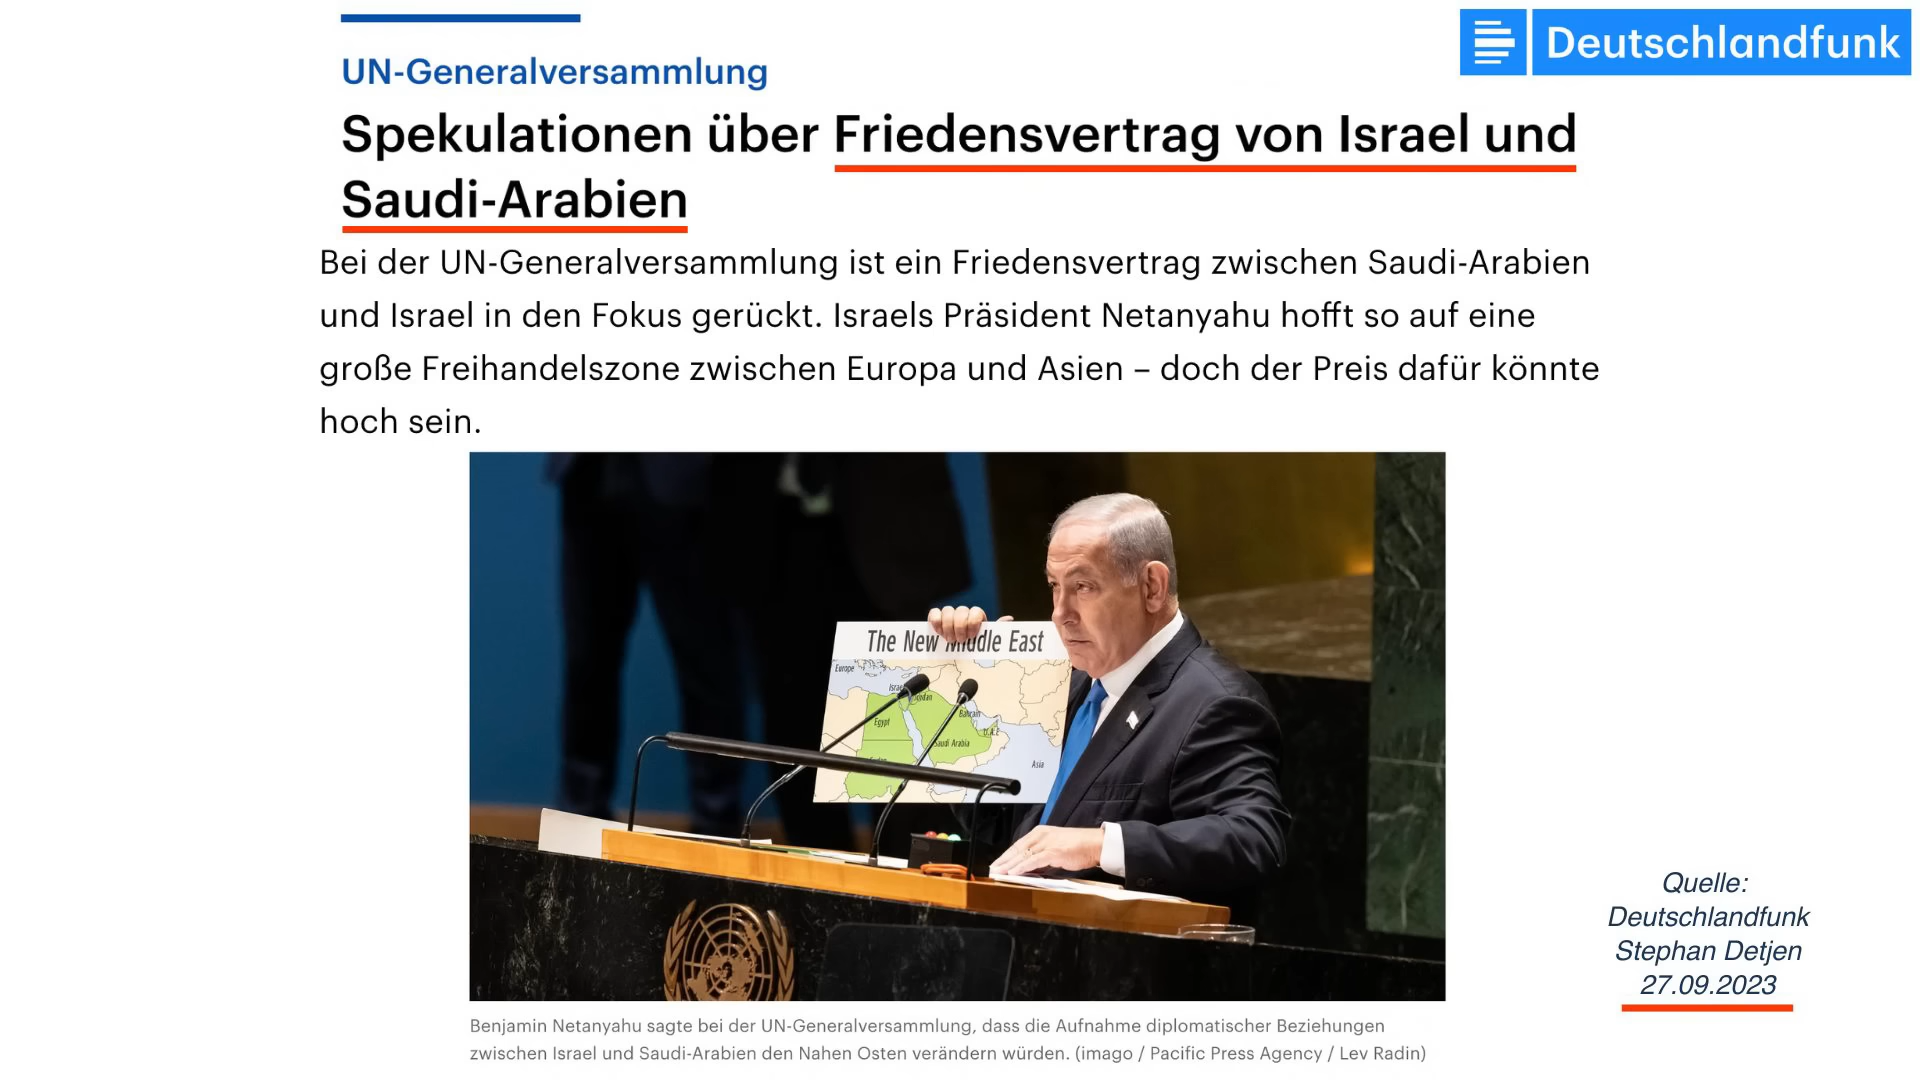 Deutschlandfunk
UN-Generalversammlung
Spekulationen über Friedensvertrag von Israel und
Saudi-Arabien
Bei der UN-Generalversammlung ist ein Friedensvertrag zwischen Saudi-Arabien
und Israel in den Fokus gerückt. Israels Präsident Netanyahu hofft so auf eine
große Freihandelszone zwischen Europa und Asien – doch der Preis dafür könnte
hoch sein.
The New Middle East
Europe
Egypt
Bahrain
U.A.E
Saudi Arabia
Asia
Quelle:
Deutschlandfunk
Stephan Detjen
27.09.2023
Benjamin Netanyahu sagte bei der UN-Generalversammlung, dass die Aufnahme diplomatischer Beziehungen
zwischen Israel und Saudi-Arabien den Nahen Osten verändern würden. (imago / Pacific Press Agency / Lev Radin)